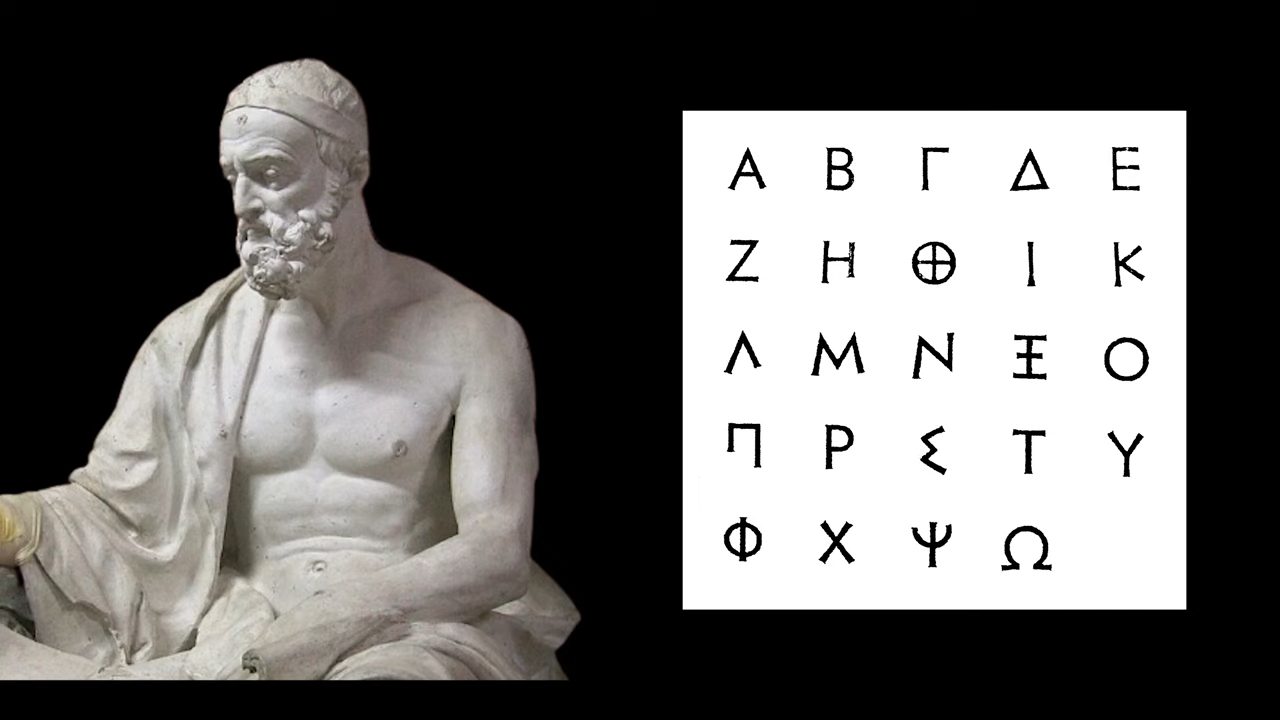 Α Β Γ Δ Ε
Ζ Η Θ Ι Κ
Λ Μ Ν Ξ Ο
Π Ρ Σ Τ Υ
Φ Χ Ψ Ω